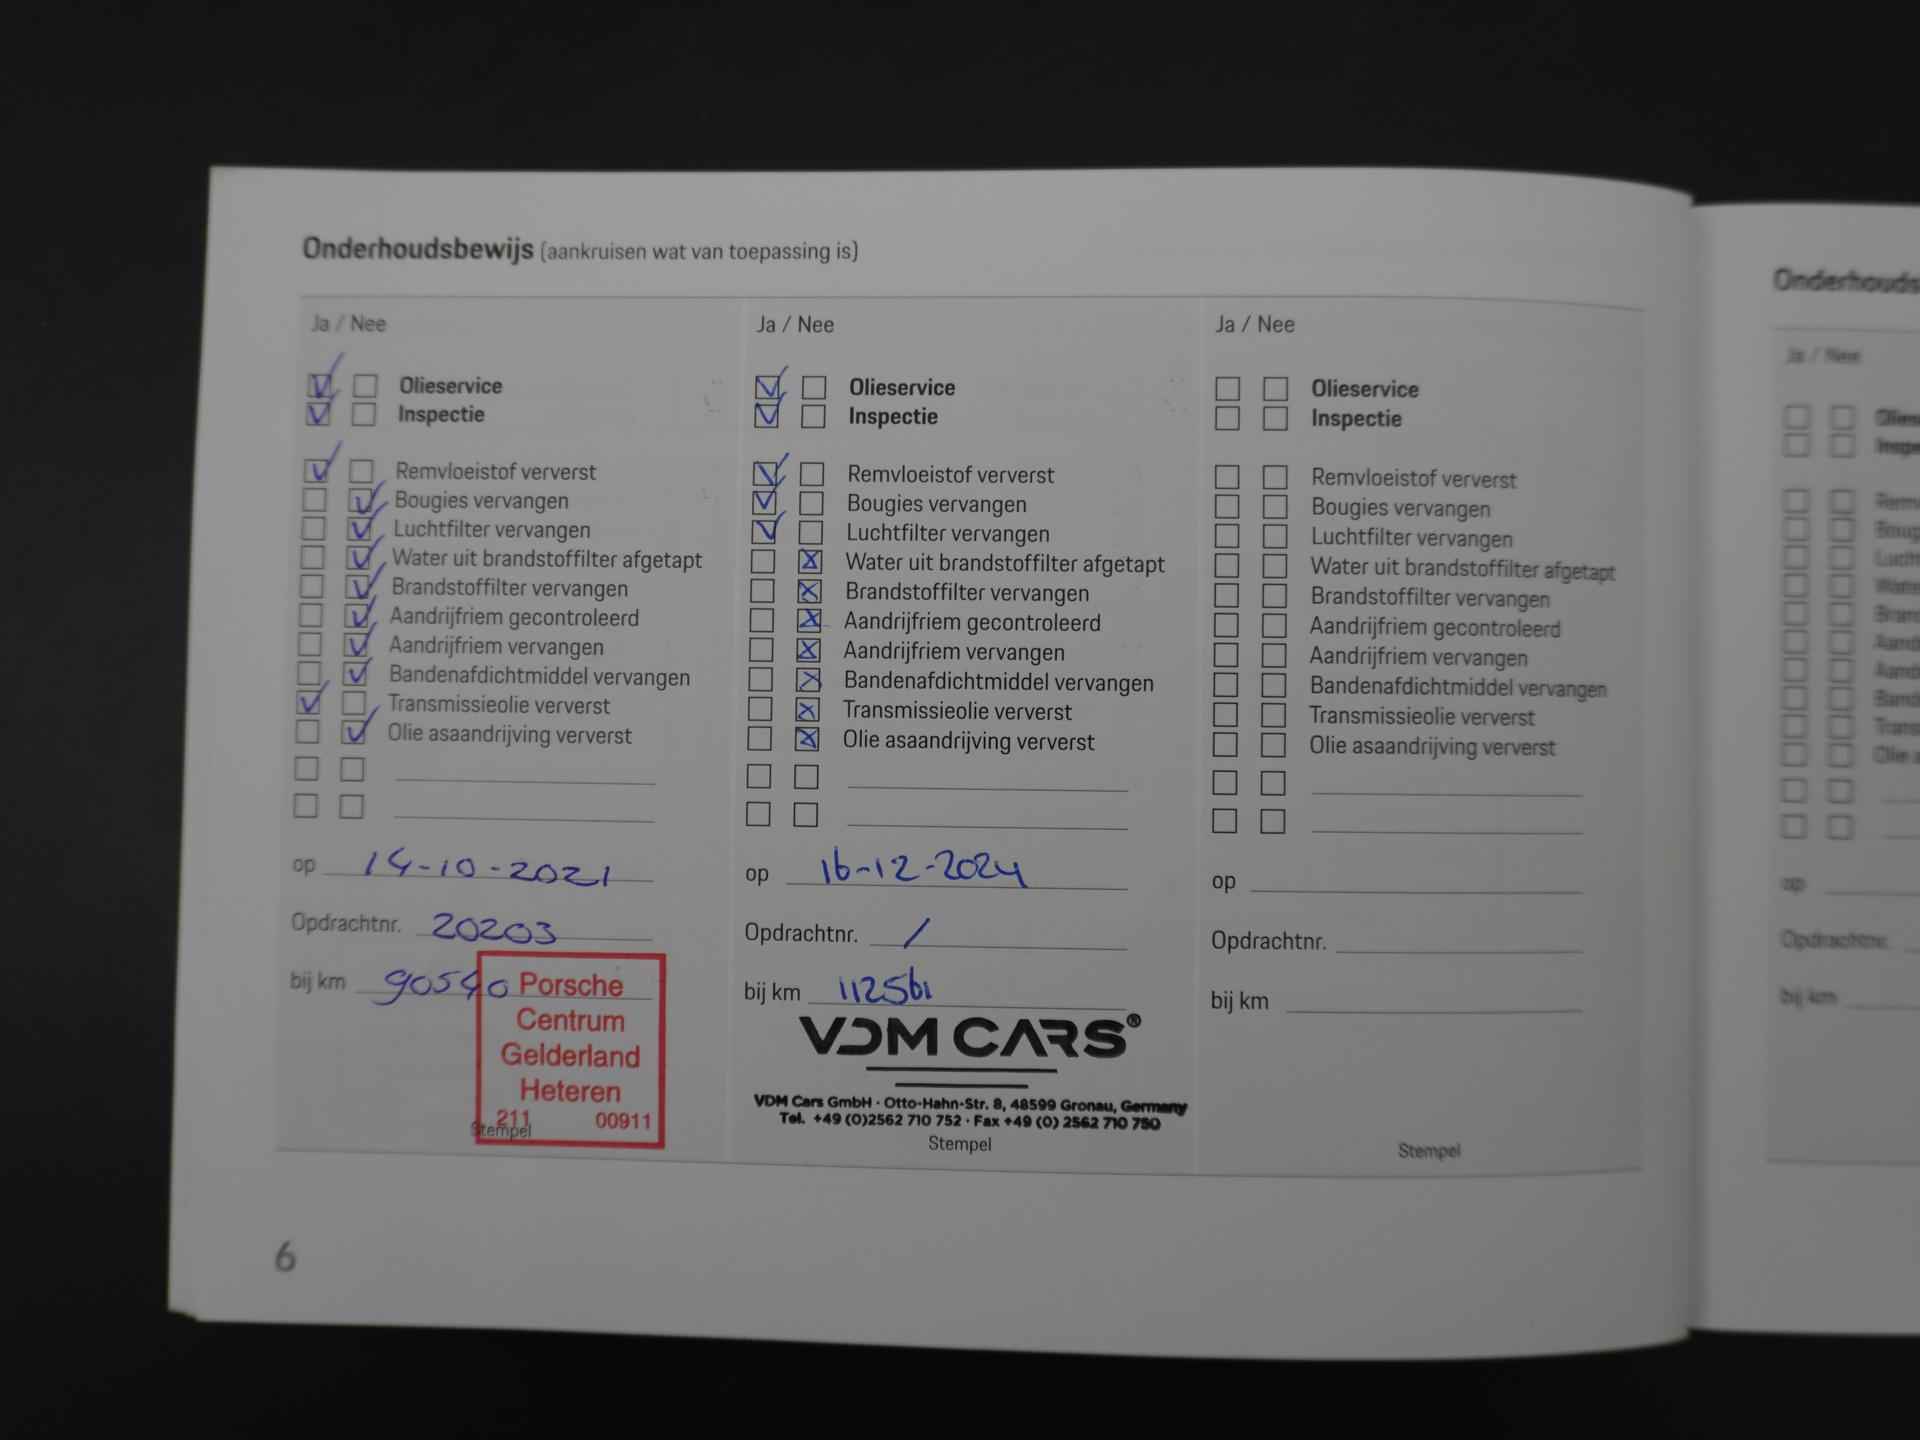 Onderhoudsbewijs (aankruisen wat van toepassing is)
Ja / Nee
Olieservice
Inspectie
Remvloeistof ververst
Bougies vervangen
Luchtfilter vervangen
Water uit brandstoffilter afgetapt
Brandstoffilter vervangen
Aandrijfriem gecontroleerd
Aandrijfriem vervangen
Bandenafdichtmiddel vervangen
Transmissieolie ververst
Olie asaandrijving ververst
op 14-10-2021
Opdrachtnr. 20203
bij km 90540
Porsche
Centrum
Gelderland
Heteren
211 00911
Stempel
Ja / Nee
Olieservice
Inspectie
Remvloeistof ververst
Bougies vervangen
Luchtfilter vervangen
Water uit brandstoffilter afgetapt
Brandstoffilter vervangen
Aandrijfriem gecontroleerd
Aandrijfriem vervangen
Bandenafdichtmiddel vervangen
Transmissieolie ververst
Olie asaandrijving ververst
op 16-12-2024
Opdrachtnr. /
bij km 112561
VDM CARS®
VDM Cars GmbH · Otto-Hahn-Str. 8, 48599 Gronau, Germany
Tel. +49 (0)2562 710 752 · Fax +49 (0) 2562 710 750
Stempel
Ja / Nee
Olieservice
Inspectie
Remvloeistof ververst
Bougies vervangen
Luchtfilter vervangen
Water uit brandstoffilter afgetapt
Brandstoffilter vervangen
Aandrijfriem gecontroleerd
Aandrijfriem vervangen
Bandenafdichtmiddel vervangen
Transmissieolie ververst
Olie asaandrijving ververst
op
Opdrachtnr.
bij km
Stempel
6
Onderhouds
Ja / Nee
op
Opdrachtnr.
bij km